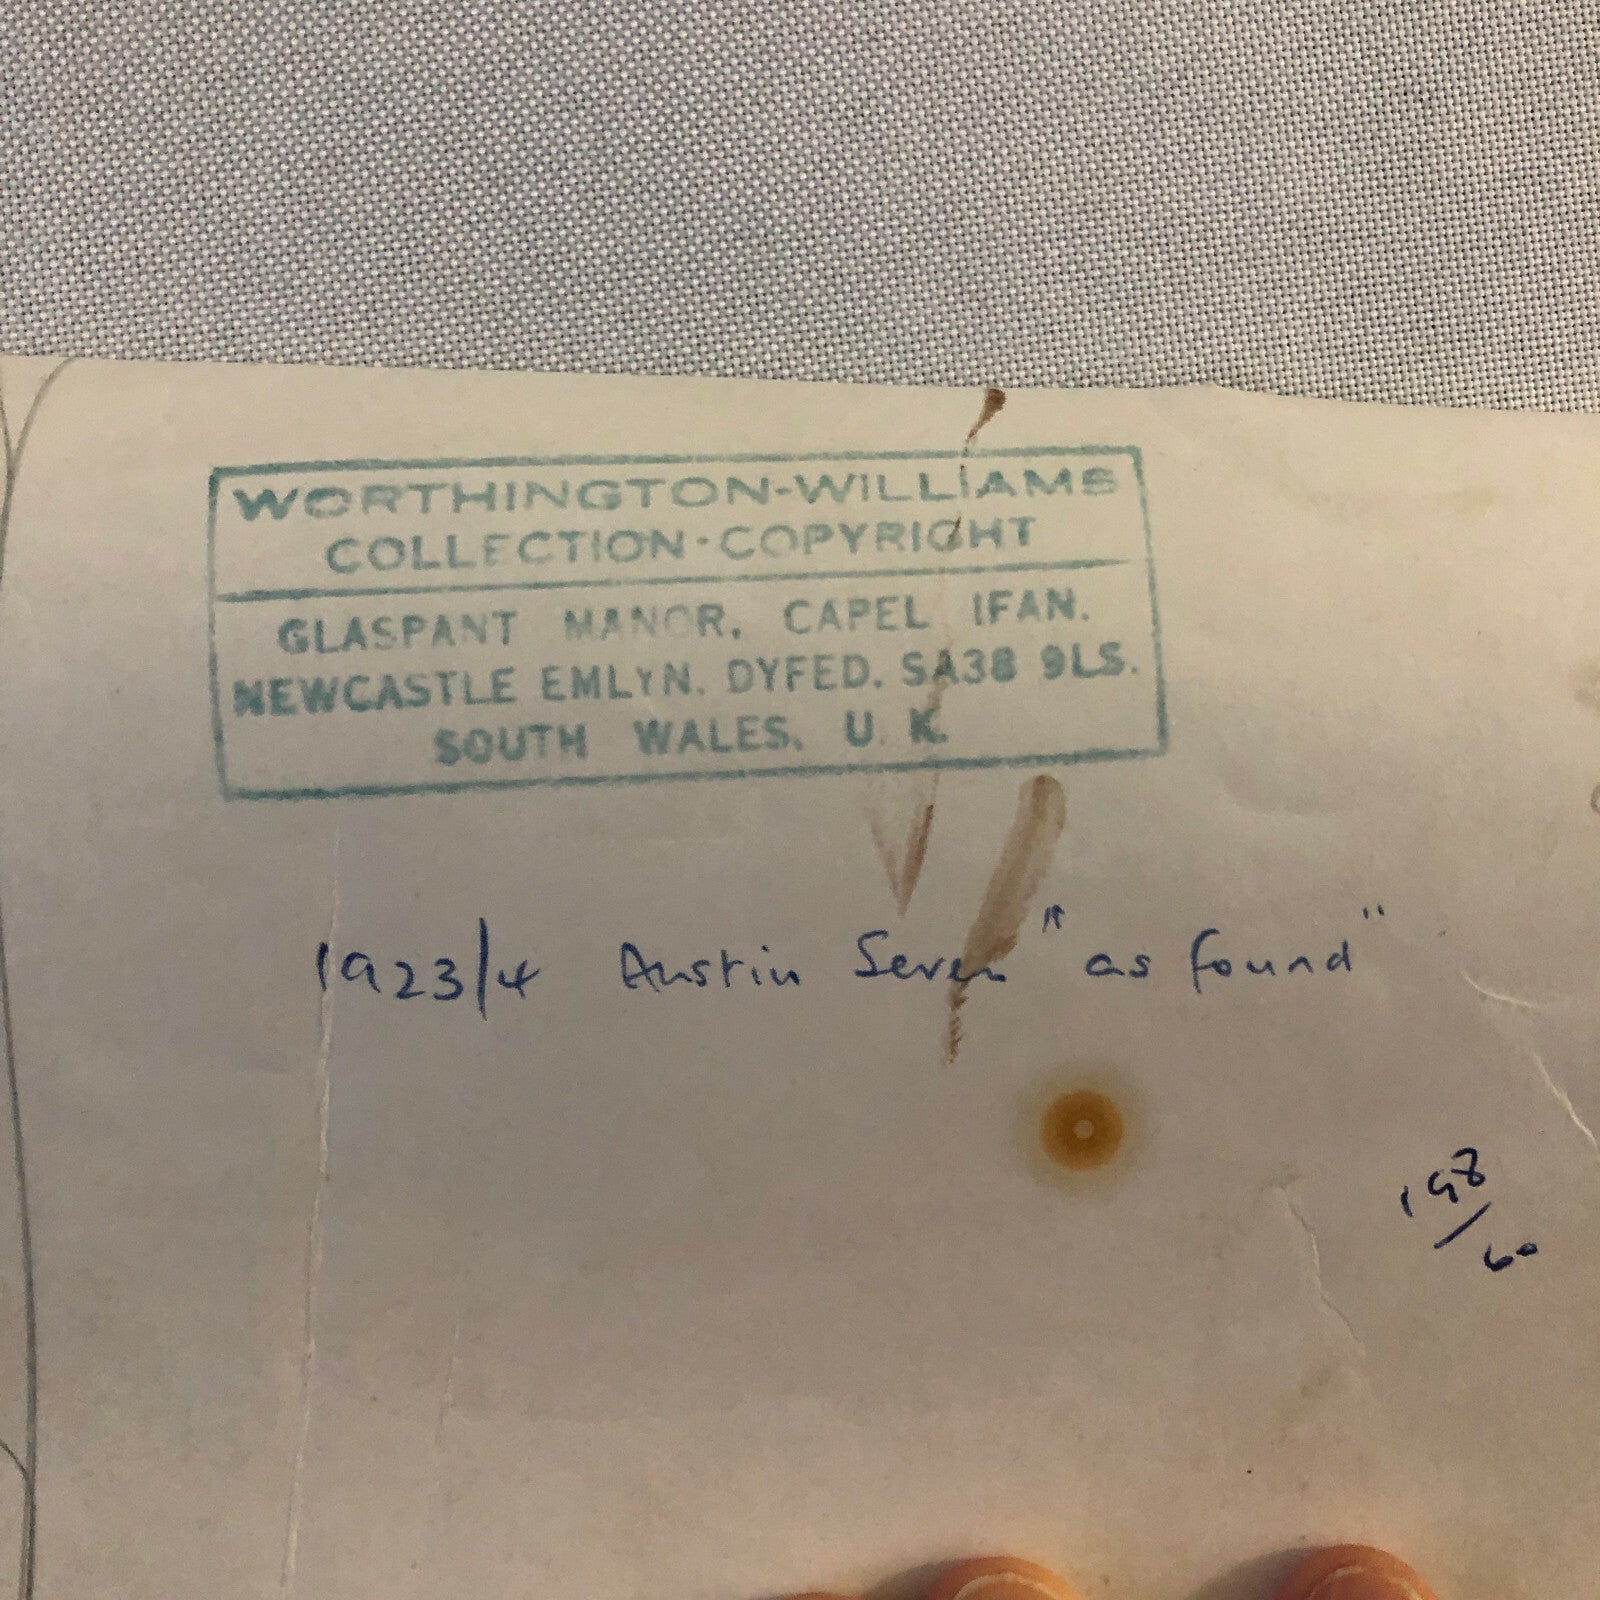 WORTHINGTON-WILLIAMS
COLLECTION·COPYRIGHT
GLASPANT MANOR. CAPEL IFAN.
NEWCASTLE EMLYN. DYFED. SA38 9LS.
SOUTH WALES. U. K.
1923/4 Austin Seven "as found"
198/60